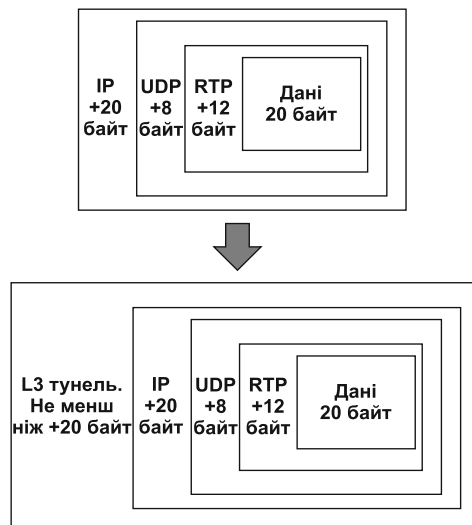 IP
+20
байт
UDP
+8
байт
RTP
+12
байт
Дані
20 байт
L3 тунель.
Не менш
ніж +20 байт
IP
+20
байт
UDP
+8
байт
RTP
+12
байт
Дані
20 байт